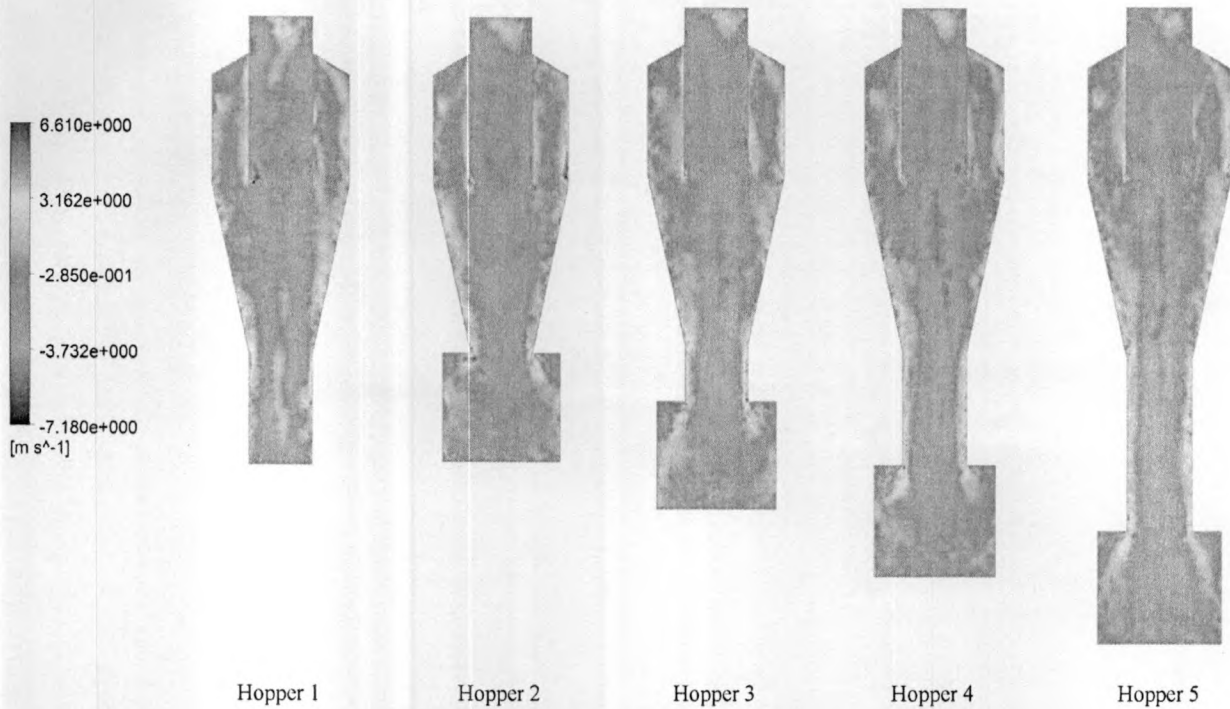 6.610e+000
3.162e+000
-2.850e-001
-3.732e+000
-7.180e+000
[m s^-1]
Hopper 1
Hopper 2
Hopper 3
Hopper 4
Hopper 5